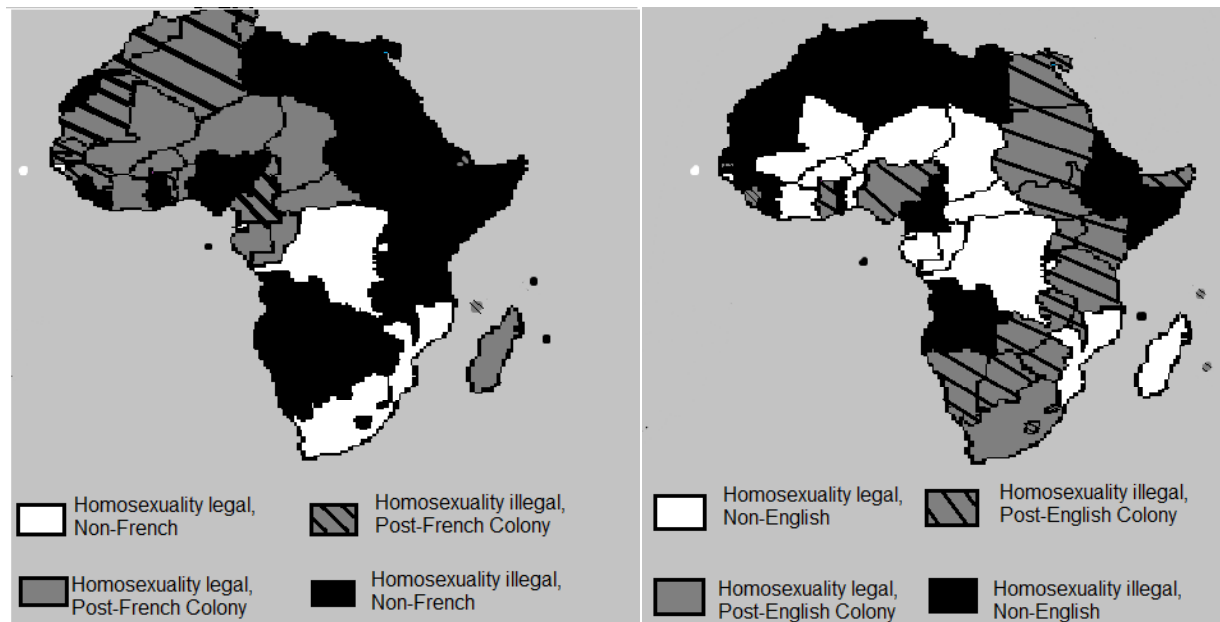 Homosexuality legal,
Non-French
Homosexuality illegal,
Post-French Colony
Homosexuality legal,
Post-French Colony
Homosexuality illegal,
Non-French
Homosexuality legal,
Non-English
Homosexuality illegal,
Post-English Colony
Homosexuality legal,
Post-English Colony
Homosexuality illegal,
Non-English